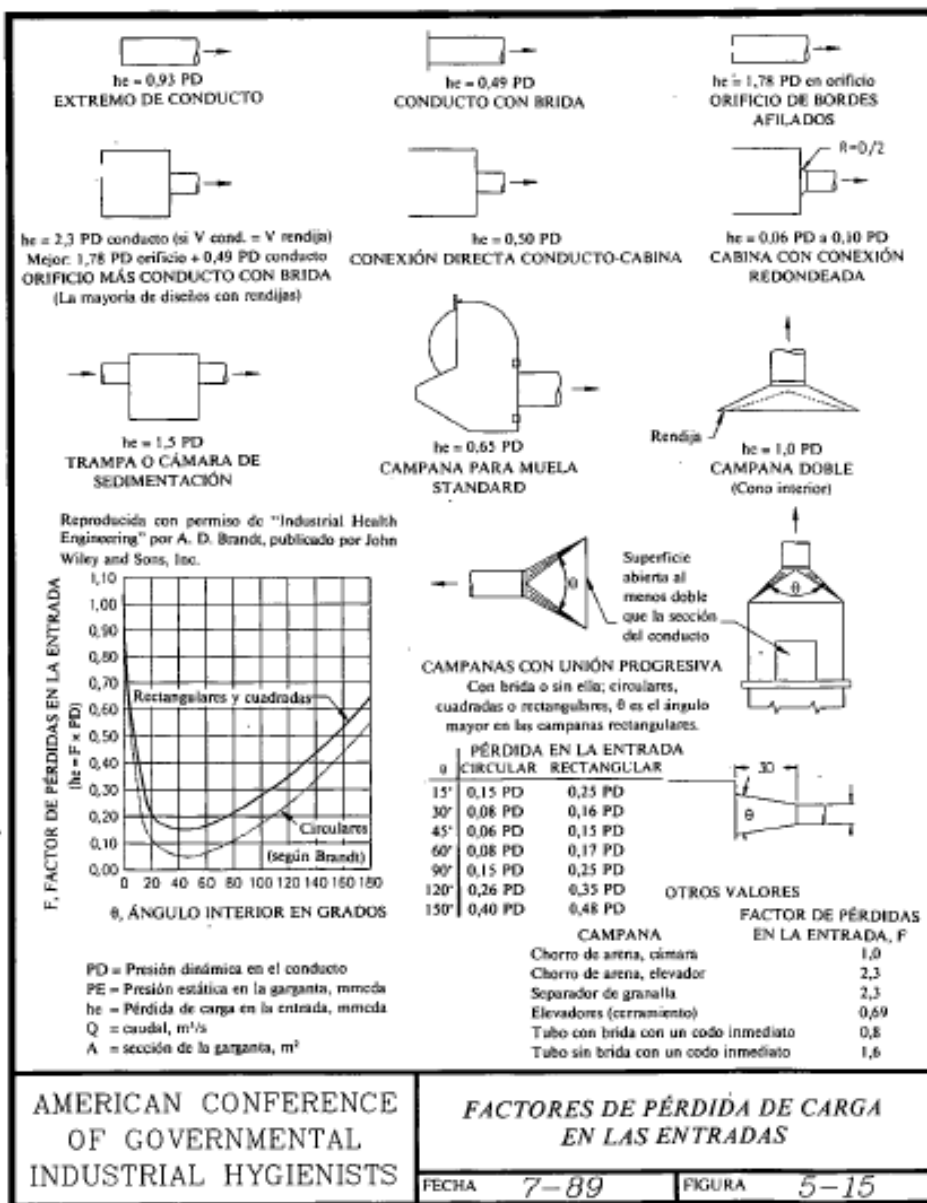 he = 0,93 PD
EXTREMO DE CONDUCTO
he = 0,49 PD
CONDUCTO CON BRIDA
he = 1,78 PD en orificio
ORIFICIO DE BORDES
AFILADOS
he = 2,3 PD conducto (si V cond. = V rendija)
Mejor: 1,78 PD orificio + 0,49 PD conducto
ORIFICIO MÁS CONDUCTO CON BRIDA
(La mayoría de diseños con rendijas)
he = 0,50 PD
CONEXIÓN DIRECTA CONDUCTO-CABINA
R=D/2
he = 0,06 PD a 0,10 PD
CABINA CON CONEXIÓN
REDONDEADA
he = 1,5 PD
TRAMPA O CÁMARA DE
SEDIMENTACIÓN
he = 0,65 PD
CAMPANA PARA MUELA
STANDARD
Rendija
he = 1,0 PD
CAMPANA DOBLE
(Cono interior)
Reproducida con permiso de "Industrial Health
Engineering" por A. D. Brandt, publicado por John
Wiley and Sons, Inc.
F, FACTOR DE PÉRDIDAS EN LA ENTRADA
(he = F x PD)
1,10
1,00
0,90
0,80
0,70
0,60
0,50
0,40
0,30
0,20
0,10
0,00
Rectangulares y cuadradas
Circulares
(según Brandt)
0 20 40 60 80 100 120 140 160 180
θ, ÁNGULO INTERIOR EN GRADOS
θ
Superficie
abierta al
menos doble
que la sección
del conducto
θ
CAMPANAS CON UNIÓN PROGRESIVA
Con brida o sin ella; circulares,
cuadradas o rectangulares, θ es el ángulo
mayor en las campanas rectangulares.
PÉRDIDA EN LA ENTRADA
θ CIRCULAR RECTANGULAR
15° 0,15 PD 0,25 PD
30° 0,08 PD 0,16 PD
45° 0,06 PD 0,15 PD
60° 0,08 PD 0,17 PD
90° 0,15 PD 0,25 PD
120° 0,26 PD 0,35 PD
150° 0,40 PD 0,48 PD
3D
θ
OTROS VALORES
CAMPANA
FACTOR DE PÉRDIDAS
EN LA ENTRADA, F
Chorro de arena, cámara 1,0
Chorro de arena, elevador 2,3
Separador de granalla 2,3
Elevadores (cerramiento) 0,69
Tubo con brida con un codo inmediato 0,8
Tubo sin brida con un codo inmediato 1,6
PD = Presión dinámica en el conducto
PE = Presión estática en la garganta, mmcda
he = Pérdida de carga en la entrada, mmcda
Q = caudal, m³/s
A = sección de la garganta, m²
AMERICAN CONFERENCE
OF GOVERNMENTAL
INDUSTRIAL HYGIENISTS
FACTORES DE PÉRDIDA DE CARGA
EN LAS ENTRADAS
FECHA 7-89
FIGURA 5-15